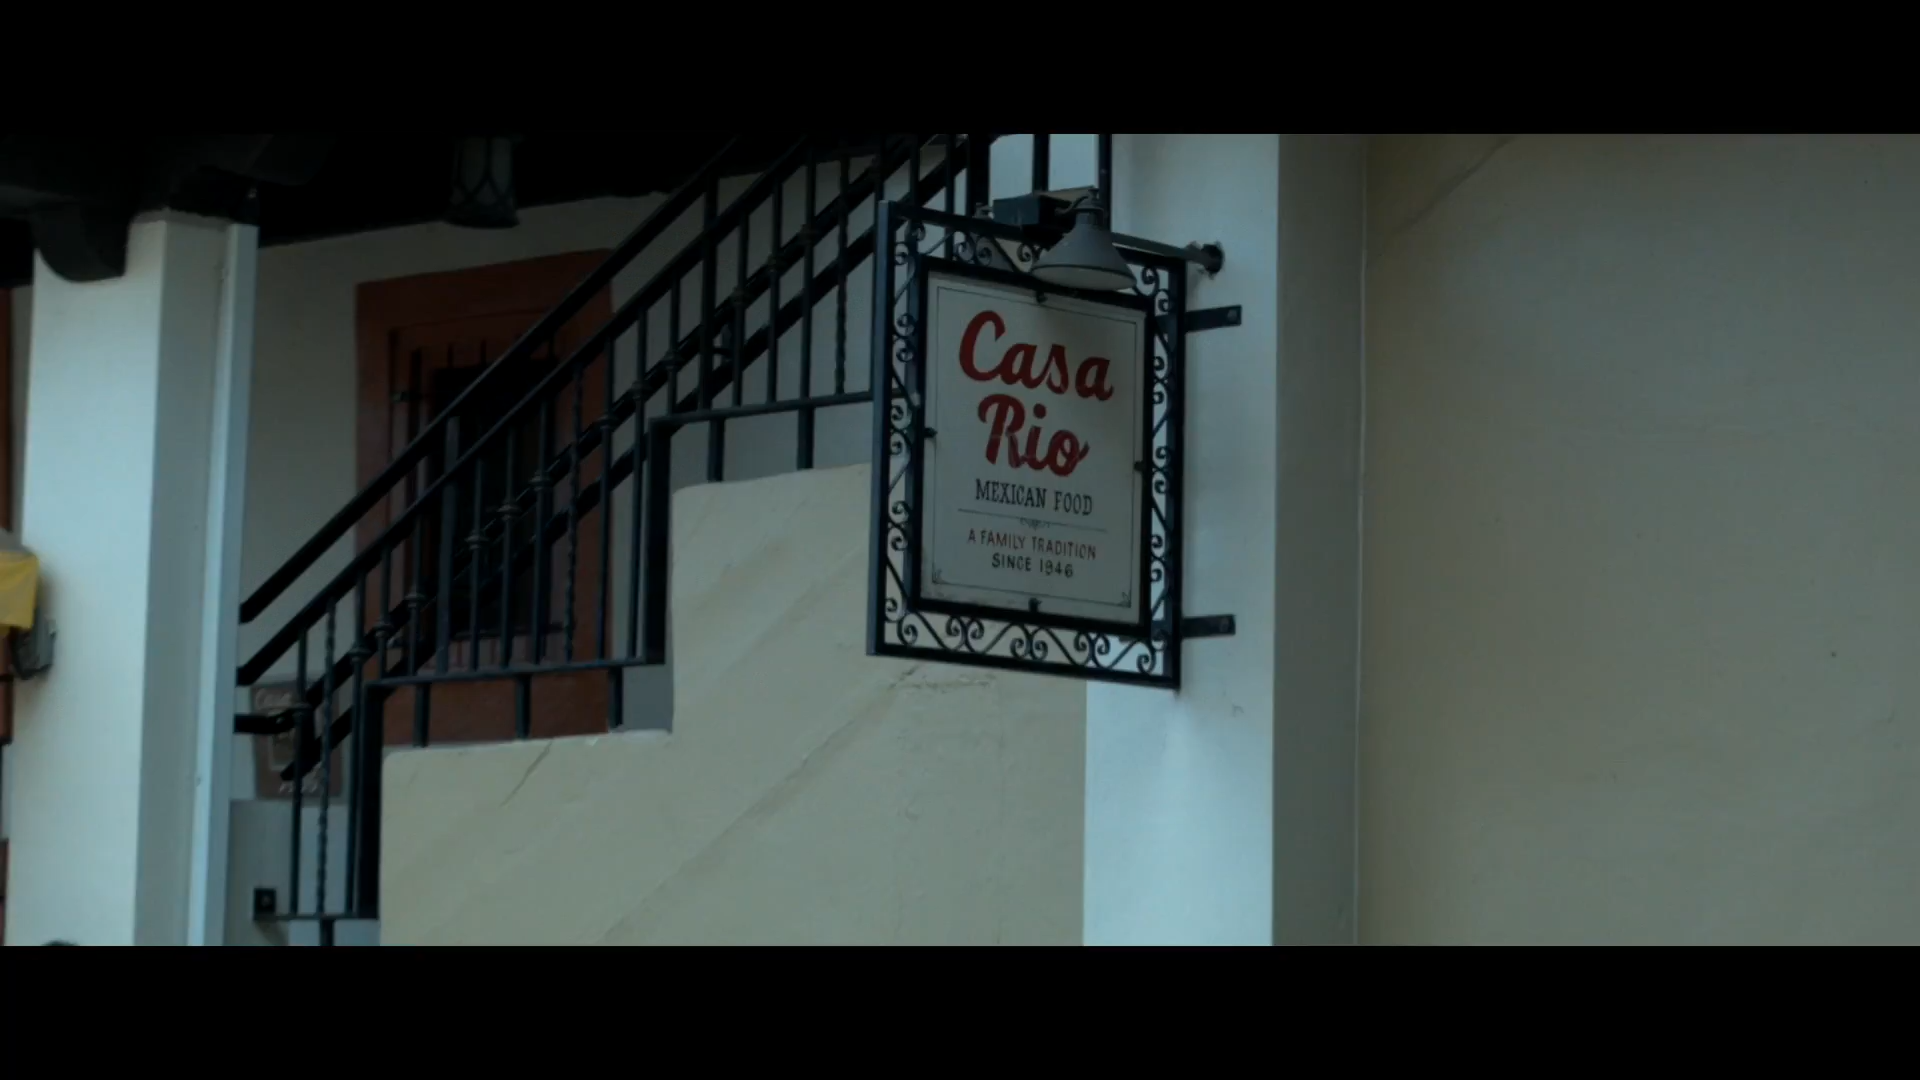 Casa
Rio
MEXICAN FOOD
A FAMILY TRADITION
SINCE 1946